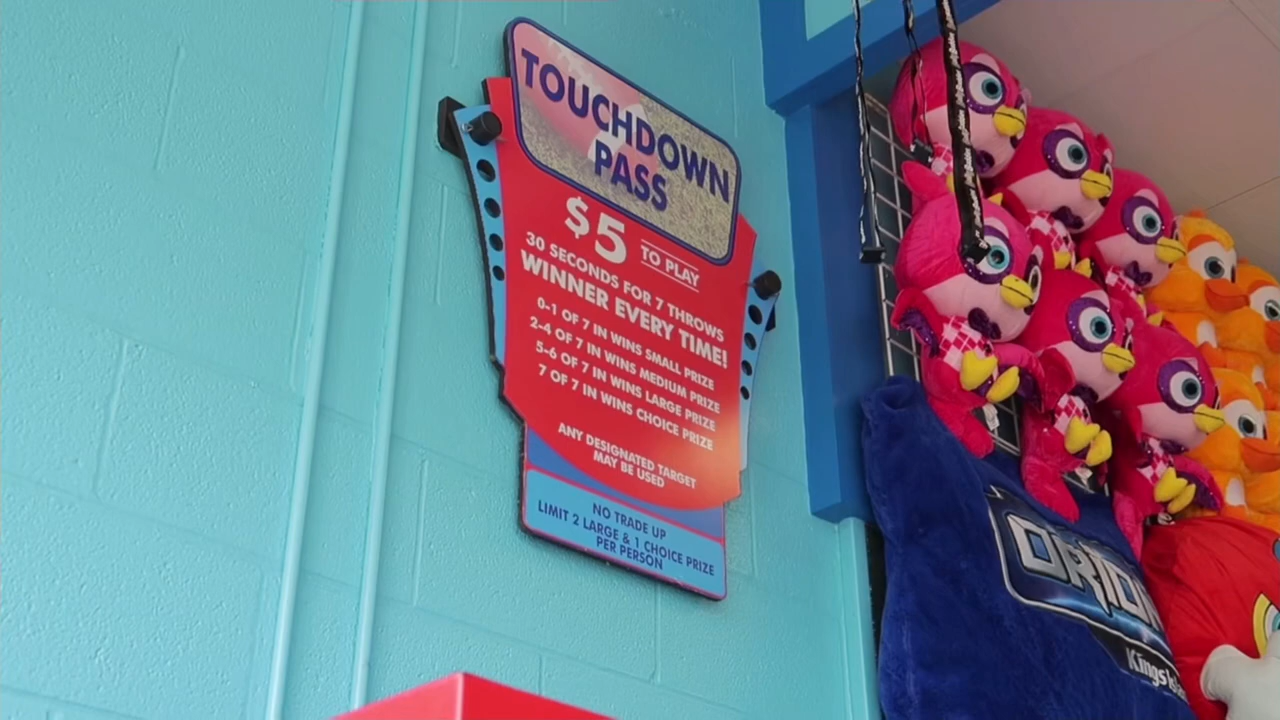 TOUCHDOWN
PASS
$5 TO PLAY
30 SECONDS FOR 7 THROWS
WINNER EVERY TIME!
0-1 OF 7 IN WINS SMALL PRIZE
2-4 OF 7 IN WINS MEDIUM PRIZE
5-6 OF 7 IN WINS LARGE PRIZE
7 OF 7 IN WINS CHOICE PRIZE
ANY DESIGNATED TARGET
MAY BE USED
NO TRADE UP
LIMIT 2 LARGE & 1 CHOICE PRIZE
PER PERSON
ORION
Kings